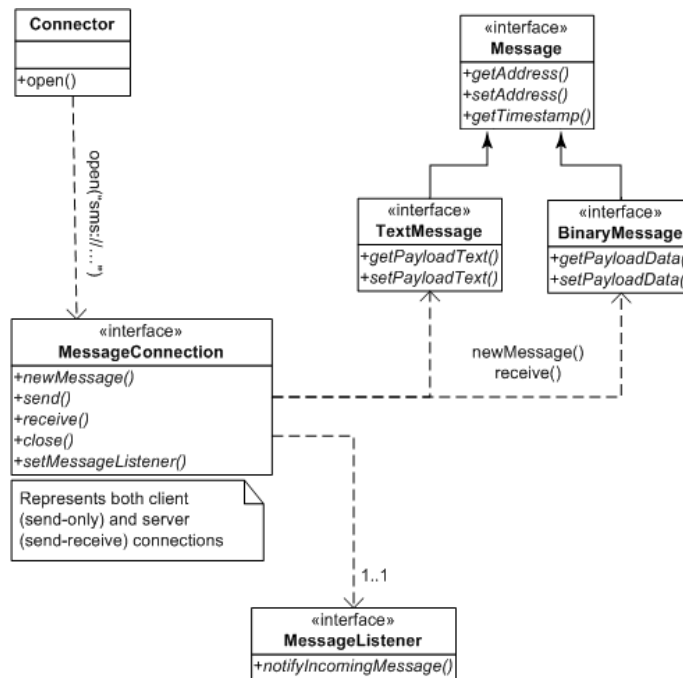 Connector
+open()
«interface»
Message
+getAddress()
+setAddress()
+getTimestamp()
open("sms://...")
«interface»
TextMessage
+getPayloadText()
+setPayloadText()
«interface»
BinaryMessage
+getPayloadData(
+setPayloadData(
«interface»
MessageConnection
+newMessage()
+send()
+receive()
+close()
+setMessageListener()
newMessage()
receive()
Represents both client
(send-only) and server
(send-receive) connections
1..1
«interface»
MessageListener
+notifyIncomingMessage()